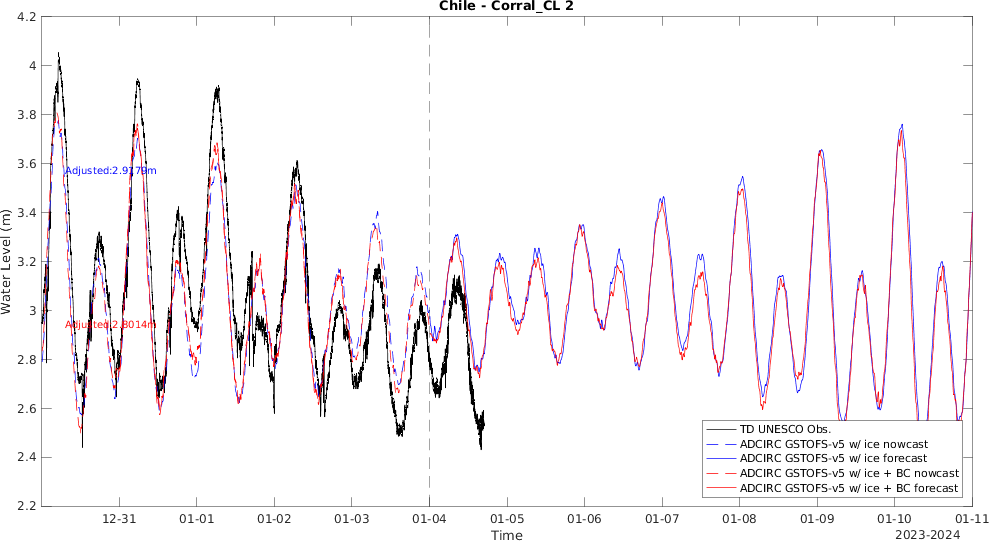 Chile - Corral_CL 2
4.2
4
3.8
3.6
3.4
3.2
3
2.8
2.6
2.4
2.2
Water Level (m)
Adjusted:2.9179m
Adjusted:2.8014m
TD UNESCO Obs.
ADCIRC GSTOFS-v5 w/ ice nowcast
ADCIRC GSTOFS-v5 w/ ice forecast
ADCIRC GSTOFS-v5 w/ ice + BC nowcast
ADCIRC GSTOFS-v5 w/ ice + BC forecast
12-31 01-01 01-02 01-03 01-04 01-05 01-06 01-07 01-08 01-09 01-10 01-11
Time
2023-2024